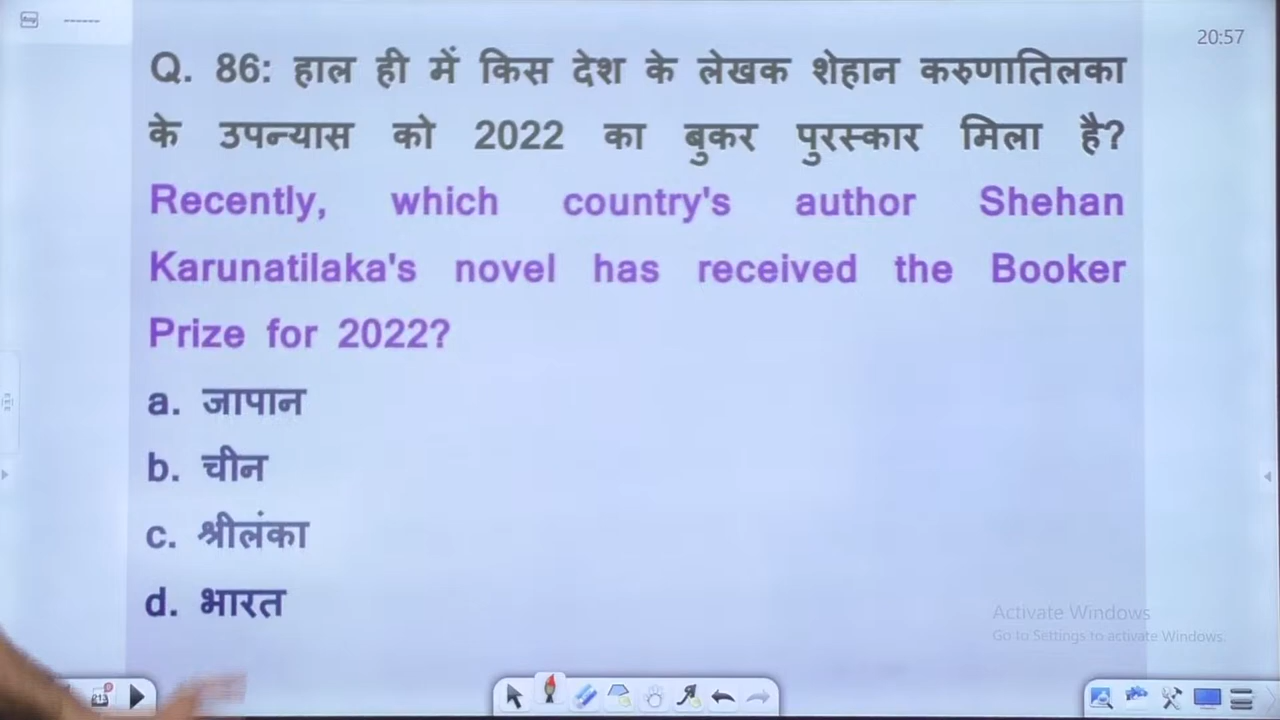 20:57
Q. 86: हाल ही में किस देश के लेखक शेहान करुणातिलका
के उपन्यास को 2022 का बुकर पुरस्कार मिला है?
Recently, which country's author Shehan
Karunatilaka's novel has received the Booker
Prize for 2022?
a. जापान
b. चीन
c. श्रीलंका
d. भारत
Activate Windows
Go to Settings to activate Windows.
213